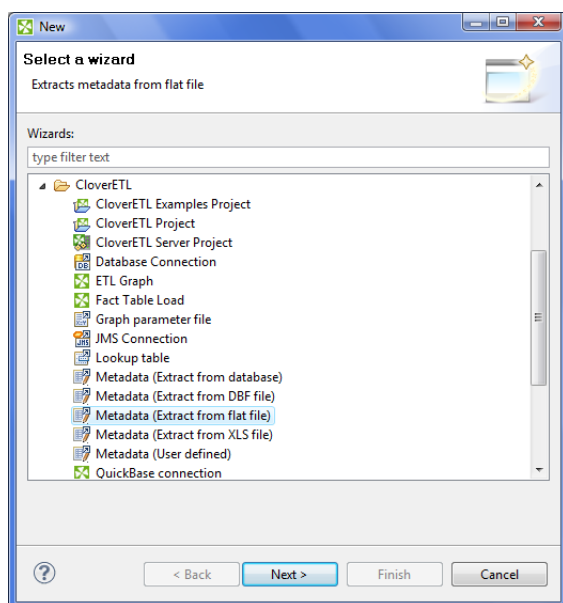 New
Select a wizard
Extracts metadata from flat file
Wizards:
type filter text
CloverETL
CloverETL Examples Project
CloverETL Project
CloverETL Server Project
Database Connection
ETL Graph
Fact Table Load
Graph parameter file
JMS Connection
Lookup table
Metadata (Extract from database)
Metadata (Extract from DBF file)
Metadata (Extract from flat file)
Metadata (Extract from XLS file)
Metadata (User defined)
QuickBase connection
? < Back Next > Finish Cancel